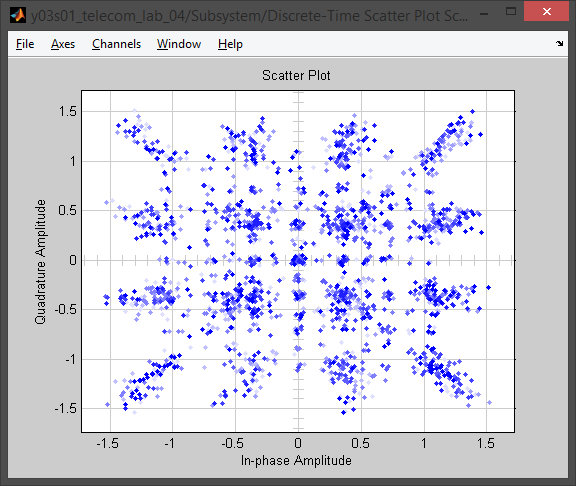 y03s01_telecom_lab_04/Subsystem/Discrete-Time Scatter Plot Sc...
File Axes Channels Window Help
Scatter Plot
1.5
1
0.5
0
-0.5
-1
-1.5
Quadrature Amplitude
-1.5 -1 -0.5 0 0.5 1 1.5
In-phase Amplitude